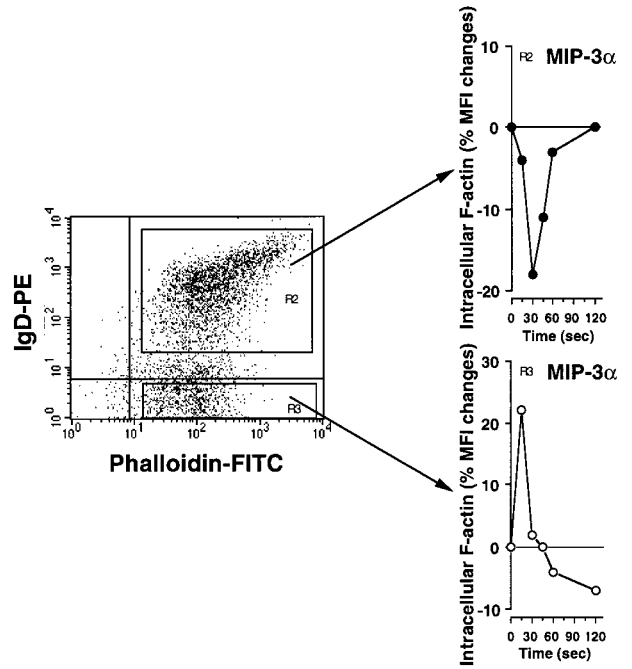 IgD-PE
10^4
10^3
10^2
10^1
10^0
R2
R3
10^0 10^1 10^2 10^3 10^4
Phalloidin-FITC
Intracellular F-actin (% MFI changes)
R2 MIP-3α
10
0
-10
-20
0 30 60 90 120
Time (sec)
Intracellular F-actin (% MFI changes)
R3 MIP-3α
30
20
10
0
-10
0 30 60 90 120
Time (sec)